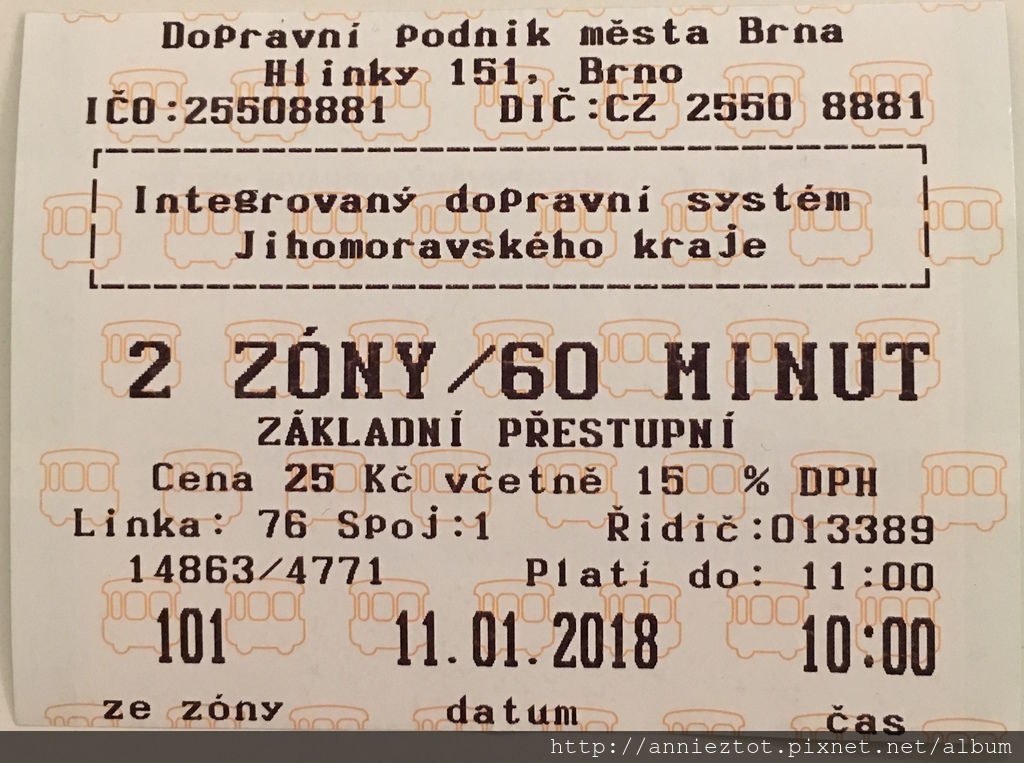 Dopravní podnik města Brna
Hlinky 151, Brno
IČO:25508881 DIČ:CZ 2550 8881
Integrovaný dopravní systém
Jihomoravského kraje
2 ZÓNY/60 MINUT
ZÁKLADNÍ PŘESTUPNÍ
Cena 25 Kč včetně 15 % DPH
Linka: 76 Spoj:1 Řidič:013389
14863/4771 Platí do: 11:00
101 11.01.2018 10:00
ze zóny datum čas
http://annieztot.pixnet.net/album